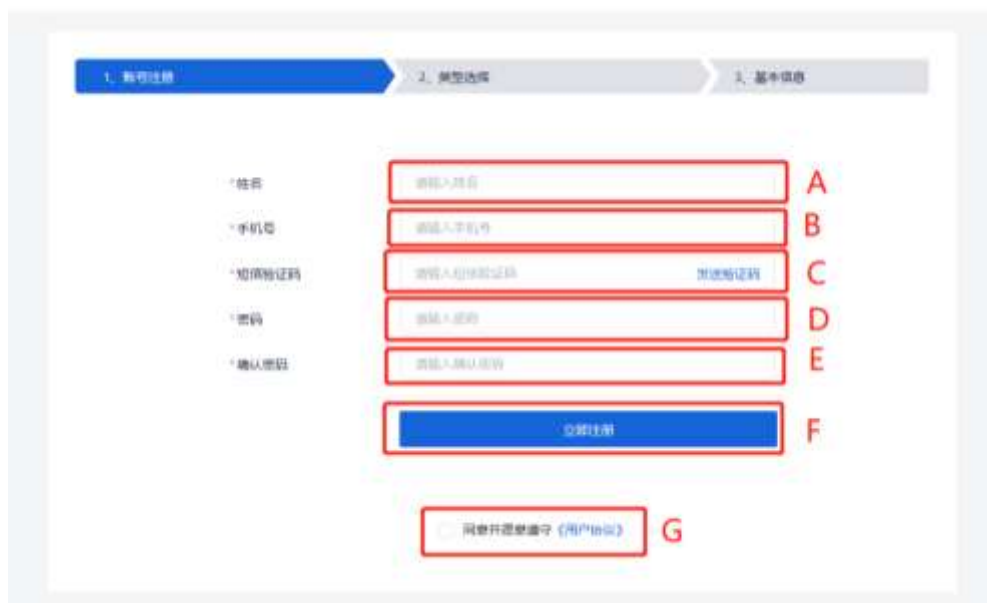 1、账号注册
2、类型选择
3、基本信息
*姓名 请输入姓名 A
*手机号 请输入手机号 B
*短信验证码 请输入短信验证码 发送验证码 C
*密码 请输入密码 D
*确认密码 请输入确认密码 E
立即注册 F
同意并愿意遵守《用户协议》 G